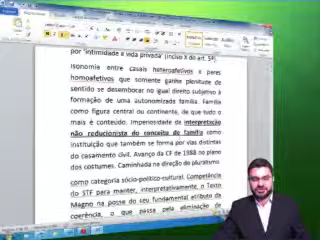 por "intimidade e vida privada" (inciso X do art. 5º).
Isonomia entre casais heteroafetivos e pares
homoafetivos que somente ganha plenitude de
sentido se desembocar no igual direito subjetivo à
formação de uma autonomizada família. Família
como figura central ou continente, de que tudo o
mais é conteúdo. Imperiosidade da interpretação
não reducionista do conceito de família como
instituição que também se forma por vias distintas
do casamento civil. Avanço da CF de 1988 no plano
dos costumes. Caminhada na direção do pluralismo
como categoria sócio-político-cultural. Competência
do STF para manter, interpretativamente, o Texto
Magno na posse do seu fundamental atributo da
coerência, o que passa pela eliminação de